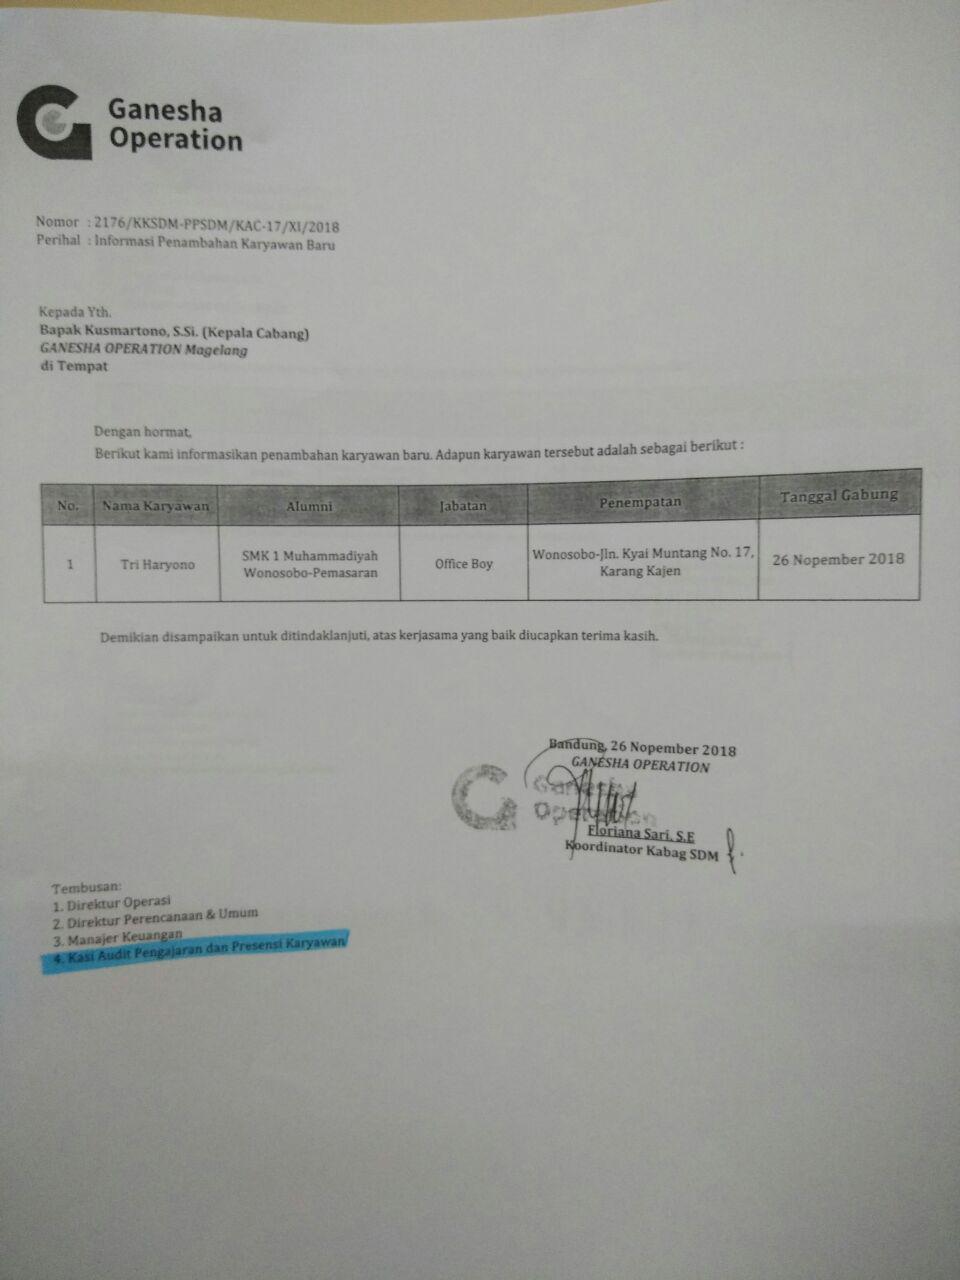 Ganesha
Operation
Nomor : 2176/KKSDM-PPSDM/KAC-17/XI/2018
Perihal : Informasi Penambahan Karyawan Baru
Kepada Yth.
Bapak Kusmartono, S.Si. (Kepala Cabang)
GANESHA OPERATION Magelang
di Tempat
Dengan hormat,
Berikut kami informasikan penambahan karyawan baru. Adapun karyawan tersebut adalah sebagai berikut :
No. Nama Karyawan Alumni Jabatan Penempatan Tanggal Gabung
1 Tri Haryono SMK 1 Muhammadiyah Wonosobo-Pemasaran Office Boy Wonosobo-Jln. Kyai Muntang No. 17, Karang Kajen 26 Nopember 2018
Demikian disampaikan untuk ditindaklanjuti, atas kerjasama yang baik diucapkan terima kasih.
Bandung, 26 Nopember 2018
GANESHA OPERATION
Ganesha
Operation
Floriana Sari, S.E
Koordinator Kabag SDM
Tembusan:
1. Direktur Operasi
2. Direktur Perencanaan & Umum
3. Manajer Keuangan
4. Kasi Audit Pengajaran dan Presensi Karyawan